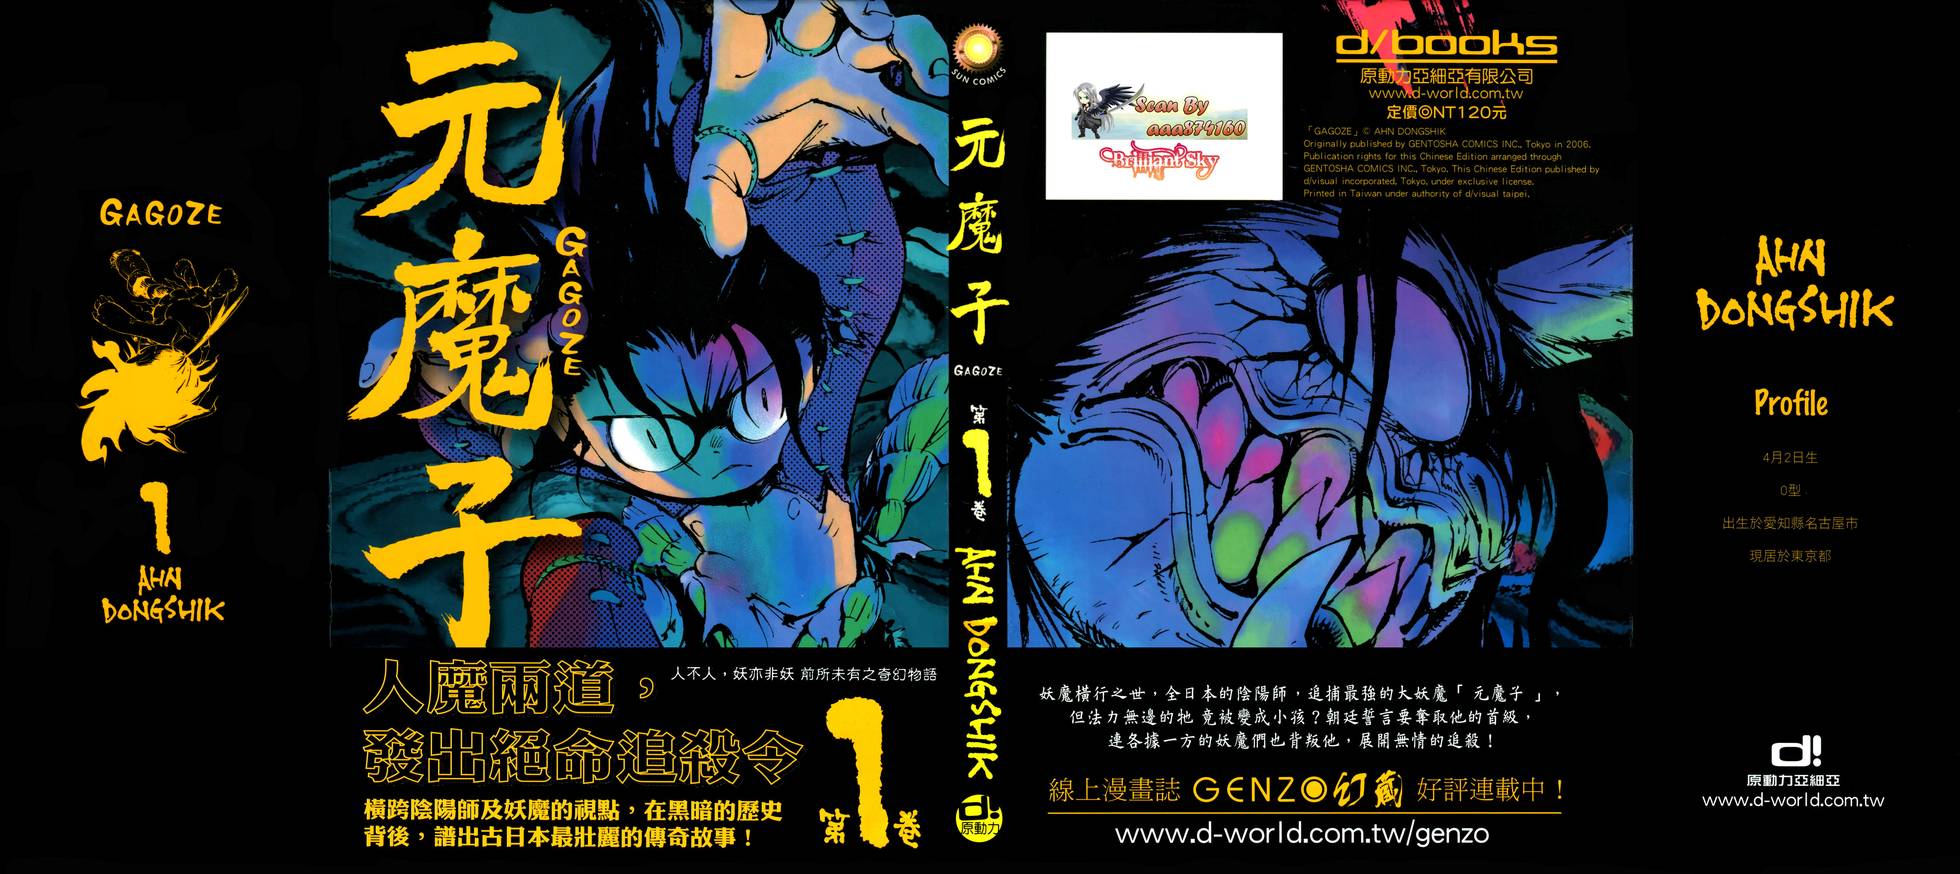 GAGOZE
1
AHN
DONGSHIK
元魔子
GAGOZE
人魔兩道，
人不人，妖亦非妖 前所未有之奇幻物語
發出絕命追殺令
橫跨陰陽師及妖魔的視點，在黑暗的歷史
背後，譜出古日本最壯麗的傳奇故事！
第1卷
SUN COMICS
元魔子
GAGOZE
第1卷
AHN DONGSHIK
d!
原動力
Scan By
aaa874160
Brilliant Sky
d/books
原動力亞細亞有限公司
www.d-world.com.tw
定價◎NT120元
「GAGOZE」© AHN DONGSHIK
Originally published by GENTOSHA COMICS INC., Tokyo in 2006.
Publication rights for this Chinese Edition arranged through
GENTOSHA COMICS INC., Tokyo. This Chinese Edition published by
d/visual incorporated, Tokyo, under exclusive license.
Printed in Taiwan under authority of d/visual taipei.
妖魔橫行之世，全日本的陰陽師，追捕最強的大妖魔「元魔子」，
但法力無邊的牠 竟被變成小孩？朝廷誓言要奪取他的首級，
連各據一方的妖魔們也背叛他，展開無情的追殺！
線上漫畫誌 GENZO幻藏 好評連載中！
www.d-world.com.tw/genzo
AHN
DONGSHIK
Profile
4月2日生
O型
出生於愛知縣名古屋市
現居於東京都
d!
原動力亞細亞
www.d-world.com.tw